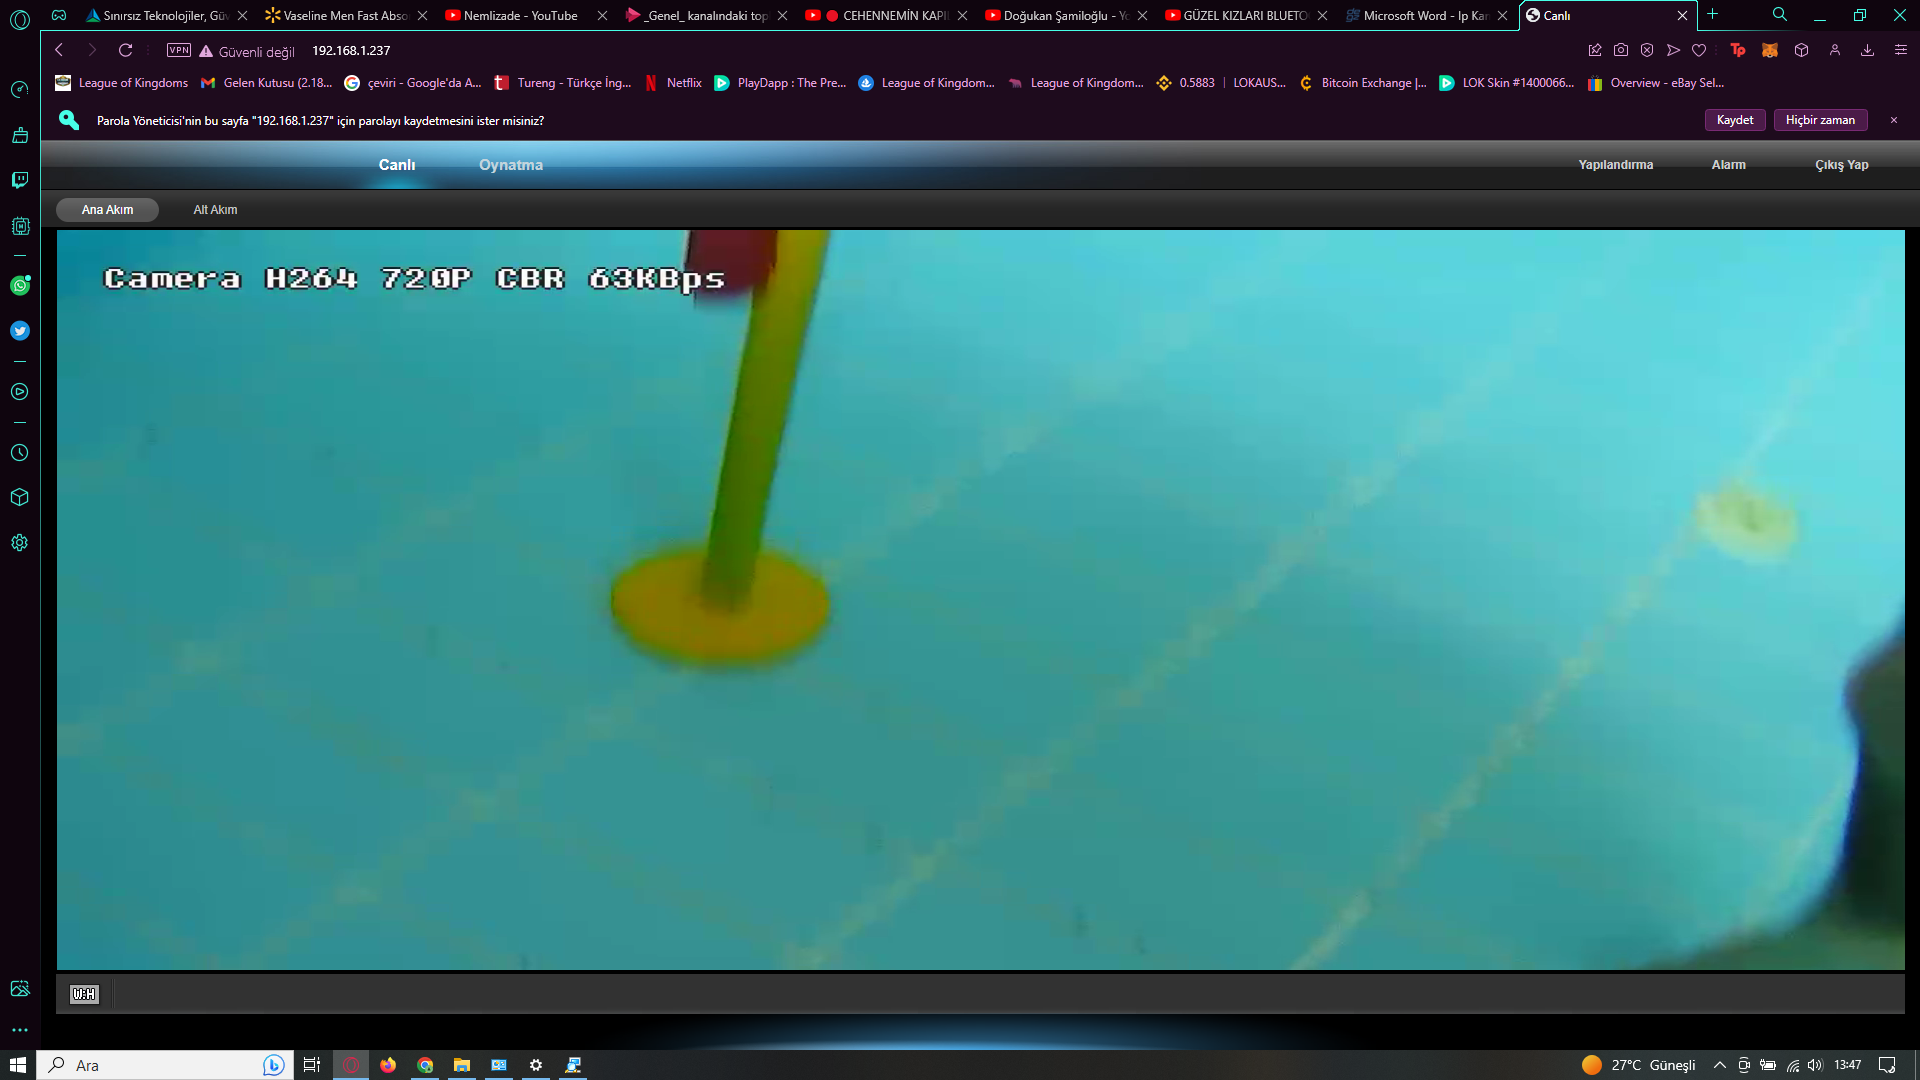 Sınırsız Teknolojiler, Gü
Vaseline Men Fast Abso
Nemlizade - YouTube
_Genel_ kanalındaki top
CEHENNEMİN KAPI
Doğukan Şamiloğlu - Yo
GÜZEL KIZLARI BLUETO
Microsoft Word - Ip Kam
Canlı
VPN
Güvenli değil
192.168.1.237
League of Kingdoms
Gelen Kutusu (2.18...
çeviri - Google'da A...
Tureng - Türkçe İng...
Netflix
PlayDapp : The Pre...
League of Kingdom...
League of Kingdom...
0.5883 | LOKAUS...
Bitcoin Exchange |...
LOK Skin #1400066...
Overview - eBay Sel...
Parola Yöneticisi'nin bu sayfa "192.168.1.237" için parolayı kaydetmesini ister misiniz?
Kaydet
Hiçbir zaman
Canlı
Oynatma
Yapılandırma
Alarm
Çıkış Yap
Ana Akım
Alt Akım
Camera H264 720P CBR 63KBps
W:H
Ara
27°C Güneşli
13:47